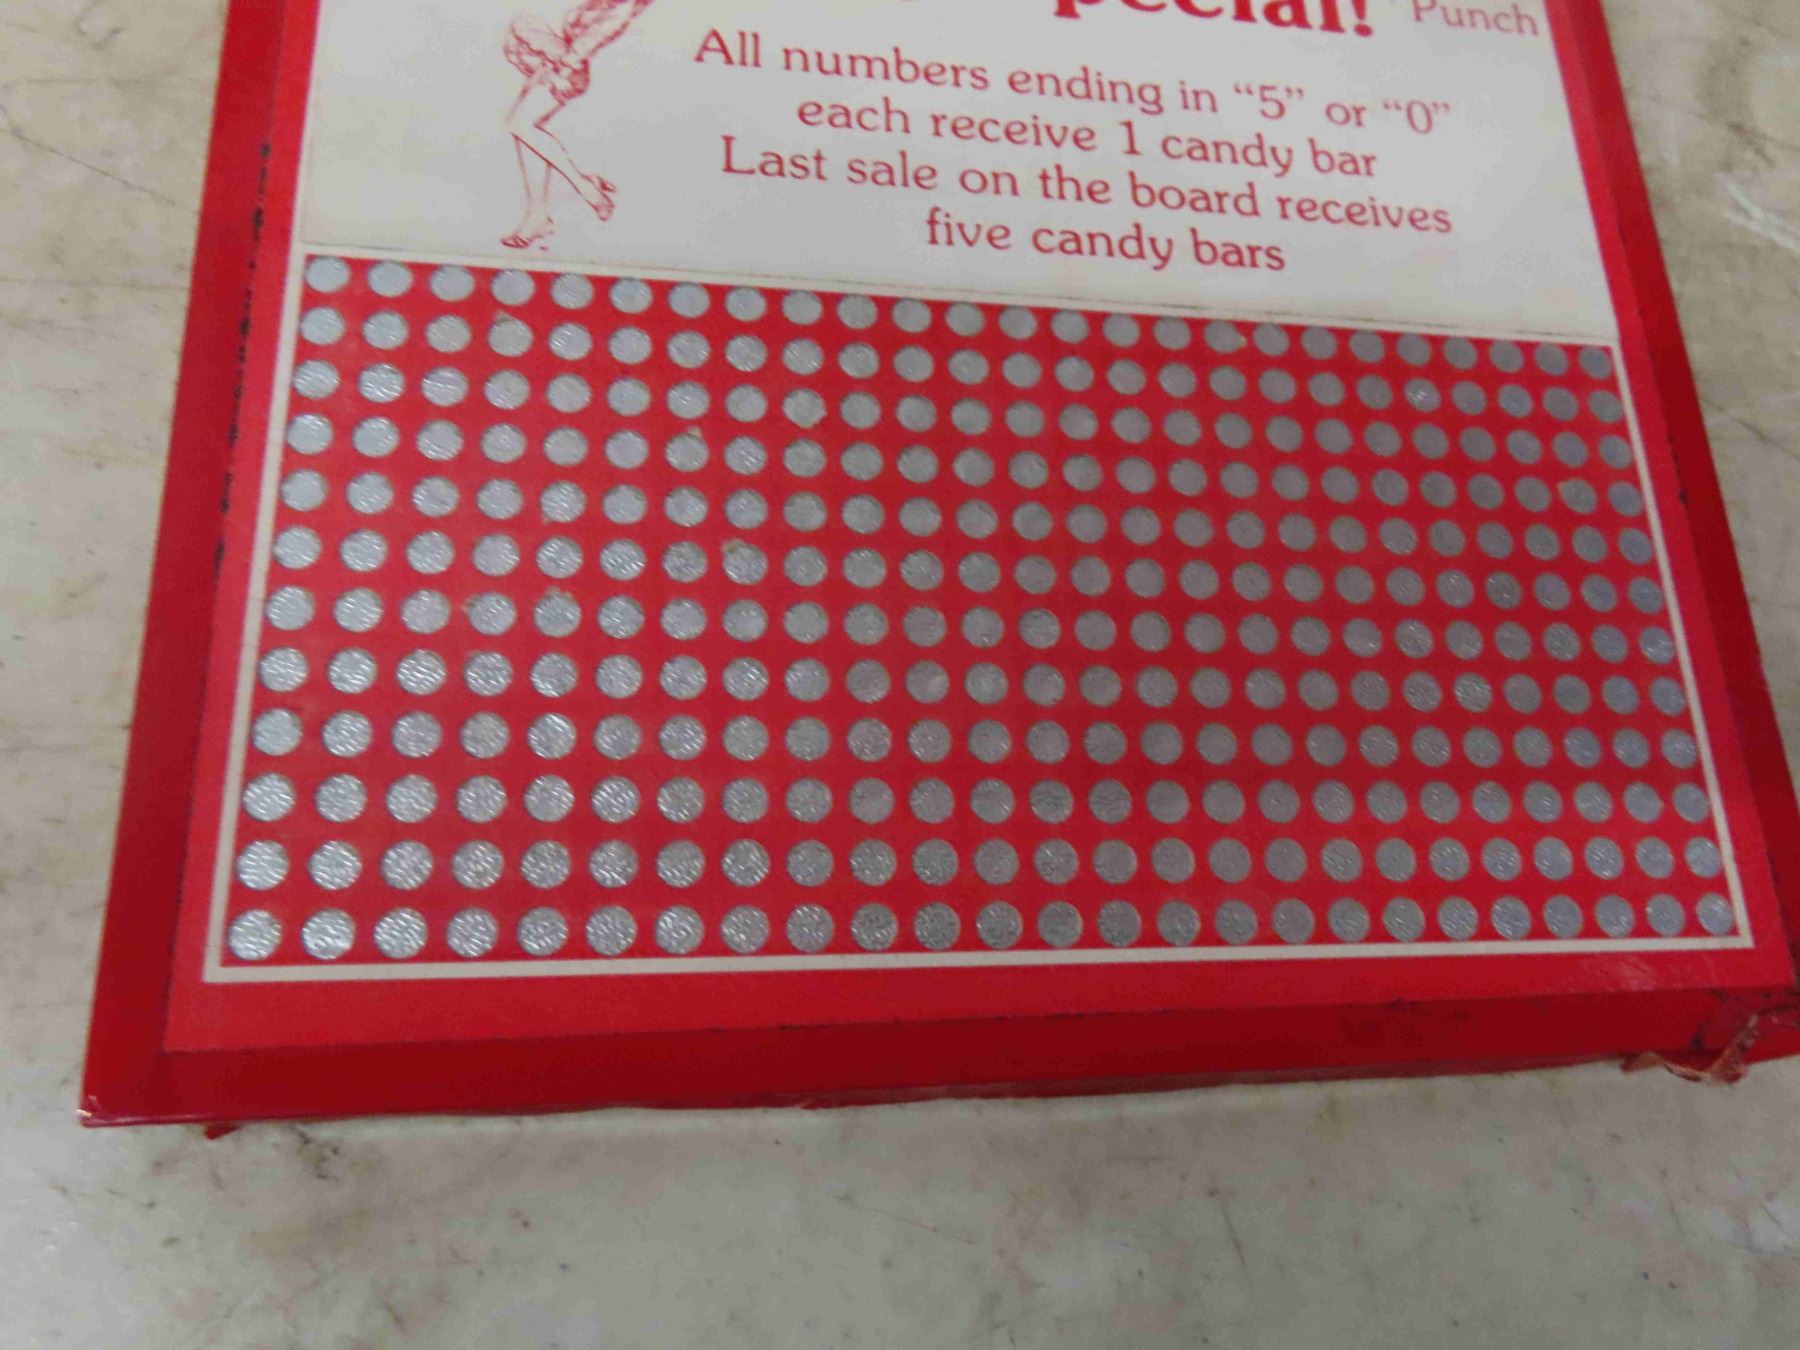 Special!
Punch
All numbers ending in “5” or “0”
each receive 1 candy bar
Last sale on the board receives
five candy bars